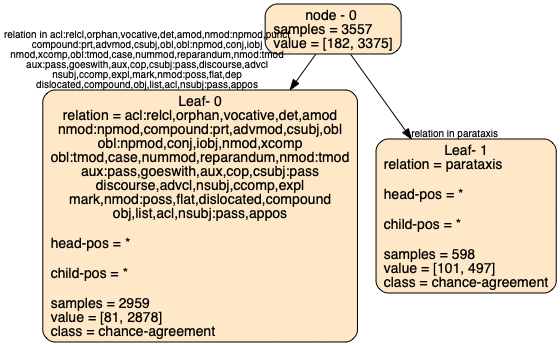 node - 0
samples = 3557
value = [182, 3375]
relation in acl:relcl,orphan,vocative,det,amod,nmod:npmod,punct
compound:prt,advmod,csubj,obl,obl:npmod,conj,iobj
nmod,xcomp,obl:tmod,case,nummod,reparandum,nmod:tmod
aux:pass,goeswith,aux,cop,csubj:pass,discourse,advcl
nsubj,ccomp,expl,mark,nmod:poss,flat,dep
dislocated,compound,obj,list,acl,nsubj:pass,appos
Leaf- 0
relation = acl:relcl,orphan,vocative,det,amod
nmod:npmod,compound:prt,advmod,csubj,obl
obl:npmod,conj,iobj,nmod,xcomp
obl:tmod,case,nummod,reparandum,nmod:tmod
aux:pass,goeswith,aux,cop,csubj:pass
discourse,advcl,nsubj,ccomp,expl
mark,nmod:poss,flat,dislocated,compound
obj,list,acl,nsubj:pass,appos
head-pos = *
child-pos = *
samples = 2959
value = [81, 2878]
class = chance-agreement
relation in parataxis
Leaf- 1
relation = parataxis
head-pos = *
child-pos = *
samples = 598
value = [101, 497]
class = chance-agreement